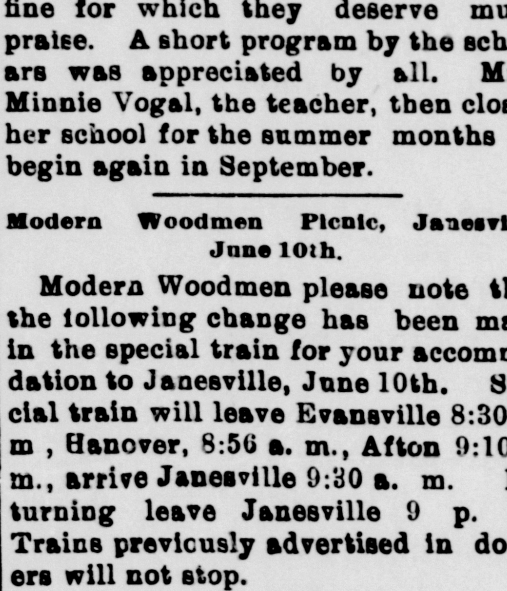 fine for which they deserve mu
praise. A short program by the sch
ars was appreciated by all. M
Minnie Vogal, the teacher, then clos
her school for the summer months
begin again in September.
Modern Woodmen Picnic, Janesvi
June 10th.
Modern Woodmen please note th
the following change has been ma
in the special train for your accomm
dation to Janesville, June 10th. S
cial train will leave Evansville 8:30
m , Hanover, 8:56 a. m., Afton 9:10
m., arrive Janesville 9:30 a. m.
turning leave Janesville 9 p.
Trains previously advertised in do
ers will not stop.